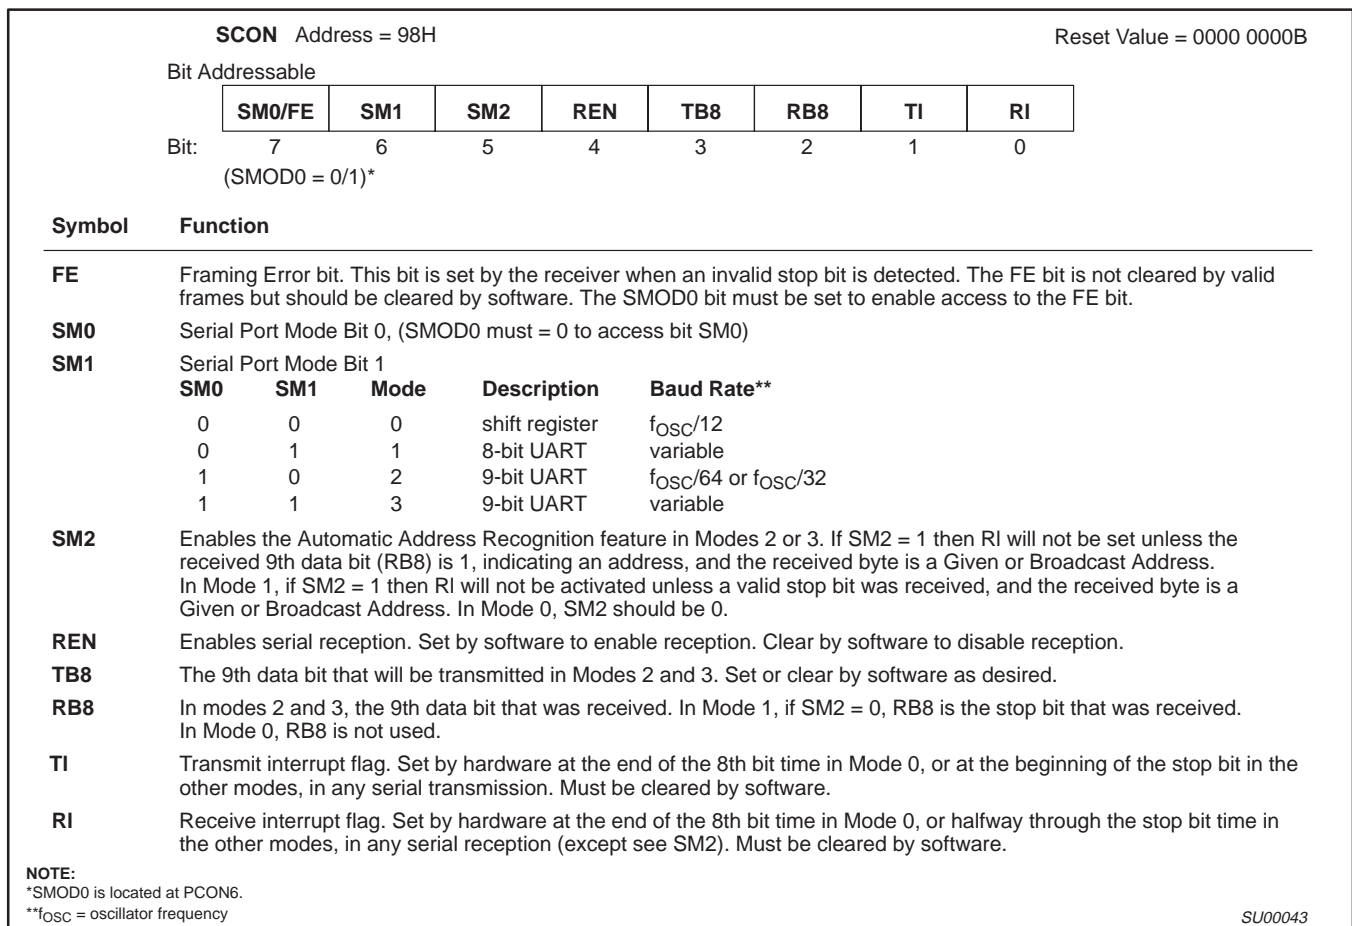 SCON Address = 98H Reset Value = 0000 0000B
Bit Addressable
SM0/FE SM1 SM2 REN TB8 RB8 TI RI
Bit: 7 6 5 4 3 2 1 0
(SMOD0 = 0/1)*
Symbol Function
FE Framing Error bit. This bit is set by the receiver when an invalid stop bit is detected. The FE bit is not cleared by valid
frames but should be cleared by software. The SMOD0 bit must be set to enable access to the FE bit.
SM0 Serial Port Mode Bit 0, (SMOD0 must = 0 to access bit SM0)
SM1 Serial Port Mode Bit 1
SM0 SM1 Mode Description Baud Rate**
0 0 0 shift register fOSC/12
0 1 1 8-bit UART variable
1 0 2 9-bit UART fOSC/64 or fOSC/32
1 1 3 9-bit UART variable
SM2 Enables the Automatic Address Recognition feature in Modes 2 or 3. If SM2 = 1 then RI will not be set unless the
received 9th data bit (RB8) is 1, indicating an address, and the received byte is a Given or Broadcast Address.
In Mode 1, if SM2 = 1 then RI will not be activated unless a valid stop bit was received, and the received byte is a
Given or Broadcast Address. In Mode 0, SM2 should be 0.
REN Enables serial reception. Set by software to enable reception. Clear by software to disable reception.
TB8 The 9th data bit that will be transmitted in Modes 2 and 3. Set or clear by software as desired.
RB8 In modes 2 and 3, the 9th data bit that was received. In Mode 1, if SM2 = 0, RB8 is the stop bit that was received.
In Mode 0, RB8 is not used.
TI Transmit interrupt flag. Set by hardware at the end of the 8th bit time in Mode 0, or at the beginning of the stop bit in the
other modes, in any serial transmission. Must be cleared by software.
RI Receive interrupt flag. Set by hardware at the end of the 8th bit time in Mode 0, or halfway through the stop bit time in
the other modes, in any serial reception (except see SM2). Must be cleared by software.
NOTE:
*SMOD0 is located at PCON6.
**fOSC = oscillator frequency SU00043